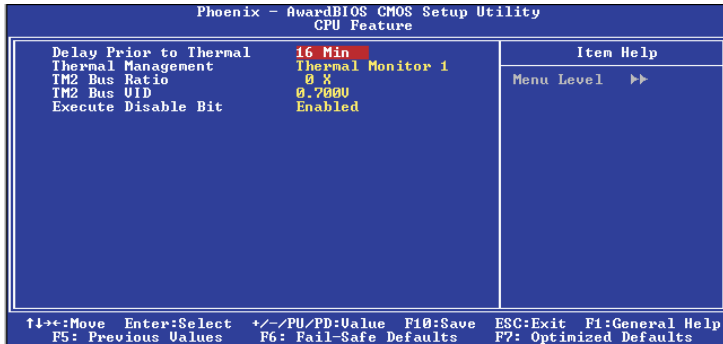 Phoenix - AwardBIOS CMOS Setup Utility
CPU Feature
Delay Prior to Thermal 16 Min
Thermal Management Thermal Monitor 1
TM2 Bus Ratio 0 X
TM2 Bus VID 0.700V
Execute Disable Bit Enabled
Item Help
Menu Level ►►
↑↓→←:Move Enter:Select +/-/PU/PD:Value F10:Save ESC:Exit F1:General Help
F5: Previous Values F6: Fail-Safe Defaults F7: Optimized Defaults